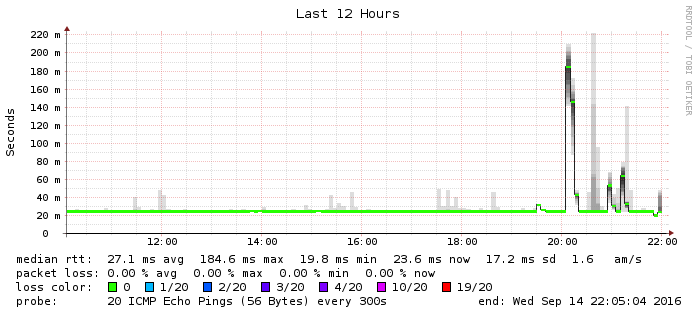 Last 12 Hours
RRDTOOL / TOBI OETIKER
Seconds
220 m
200 m
180 m
160 m
140 m
120 m
100 m
80 m
60 m
40 m
20 m
0
12:00 14:00 16:00 18:00 20:00 22:00
median rtt: 27.1 ms avg 184.6 ms max 19.8 ms min 23.6 ms now 17.2 ms sd 1.6 am/s
packet loss: 0.00 % avg 0.00 % max 0.00 % min 0.00 % now
loss color: 0 1/20 2/20 3/20 4/20 10/20 19/20
probe: 20 ICMP Echo Pings (56 Bytes) every 300s end: Wed Sep 14 22:05:04 2016